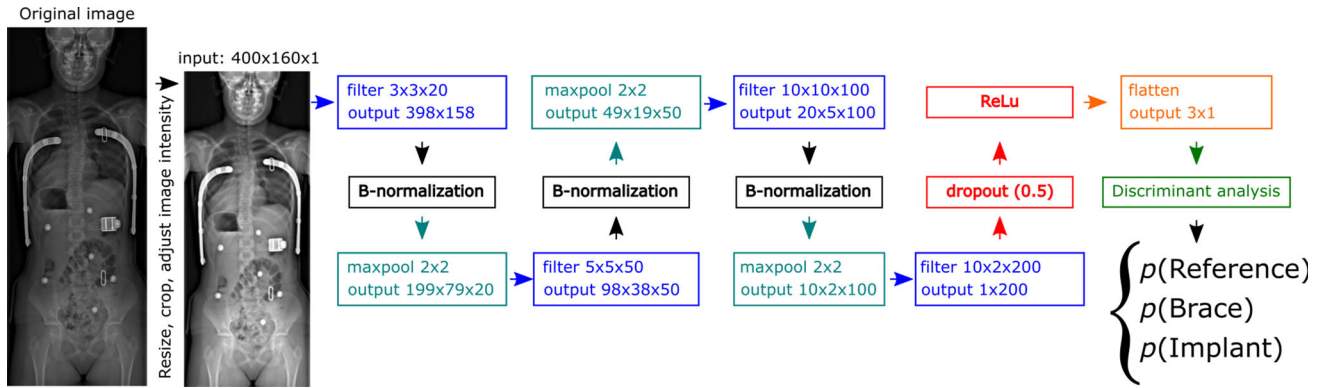 Original image
Resize, crop, adjust image intensity
input: 400x160x1
filter 3x3x20
output 398x158
B-normalization
maxpool 2x2
output 199x79x20
filter 5x5x50
output 98x38x50
B-normalization
maxpool 2x2
output 49x19x50
filter 10x10x100
output 20x5x100
B-normalization
maxpool 2x2
output 10x2x100
filter 10x2x200
output 1x200
dropout (0.5)
ReLu
flatten
output 3x1
Discriminant analysis
p(Reference)
p(Brace)
p(Implant)